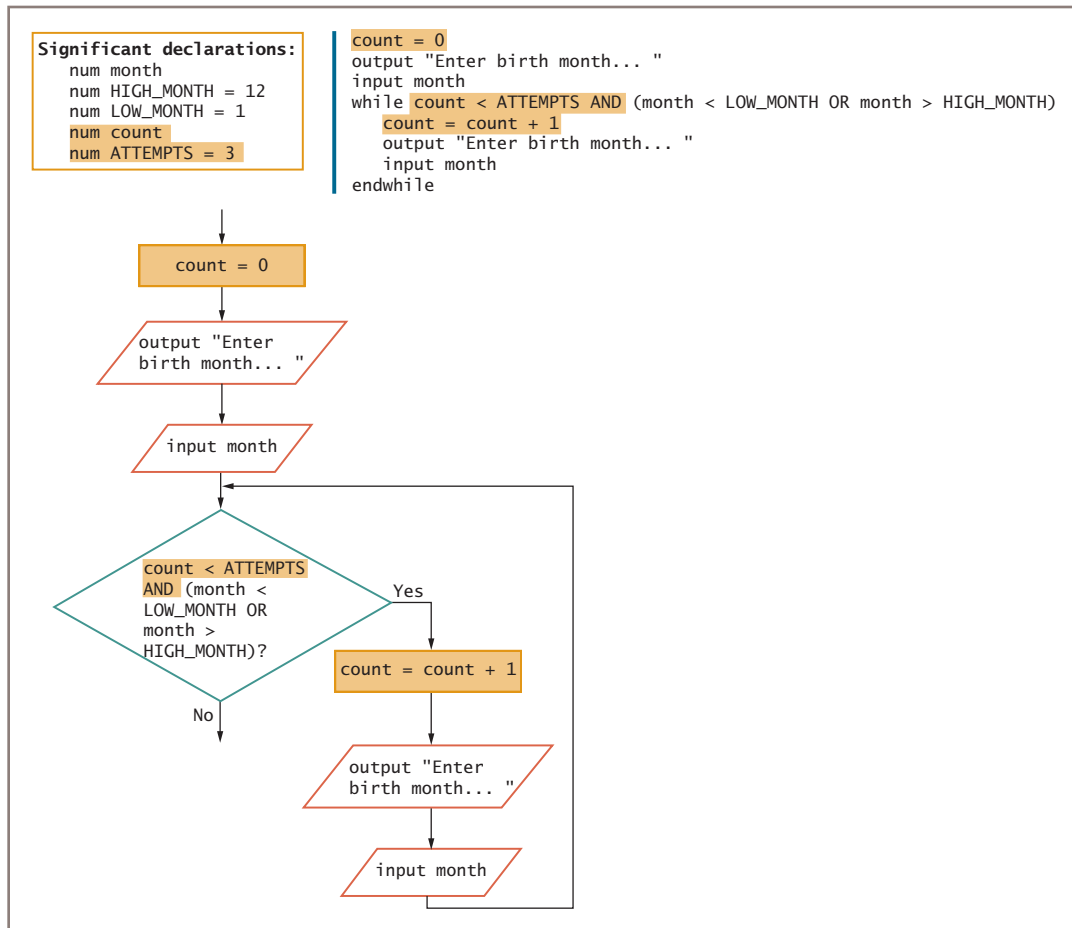 Significant declarations:
num month
num HIGH_MONTH = 12
num LOW_MONTH = 1
num count
num ATTEMPTS = 3
count = 0
output "Enter birth month... "
input month
while count < ATTEMPTS AND (month < LOW_MONTH OR month > HIGH_MONTH)
count = count + 1
output "Enter birth month... "
input month
endwhile
count = 0
output "Enter
birth month... "
input month
count < ATTEMPTS
AND (month <
LOW_MONTH OR
month >
HIGH_MONTH)?
Yes
No
count = count + 1
output "Enter
birth month... "
input month